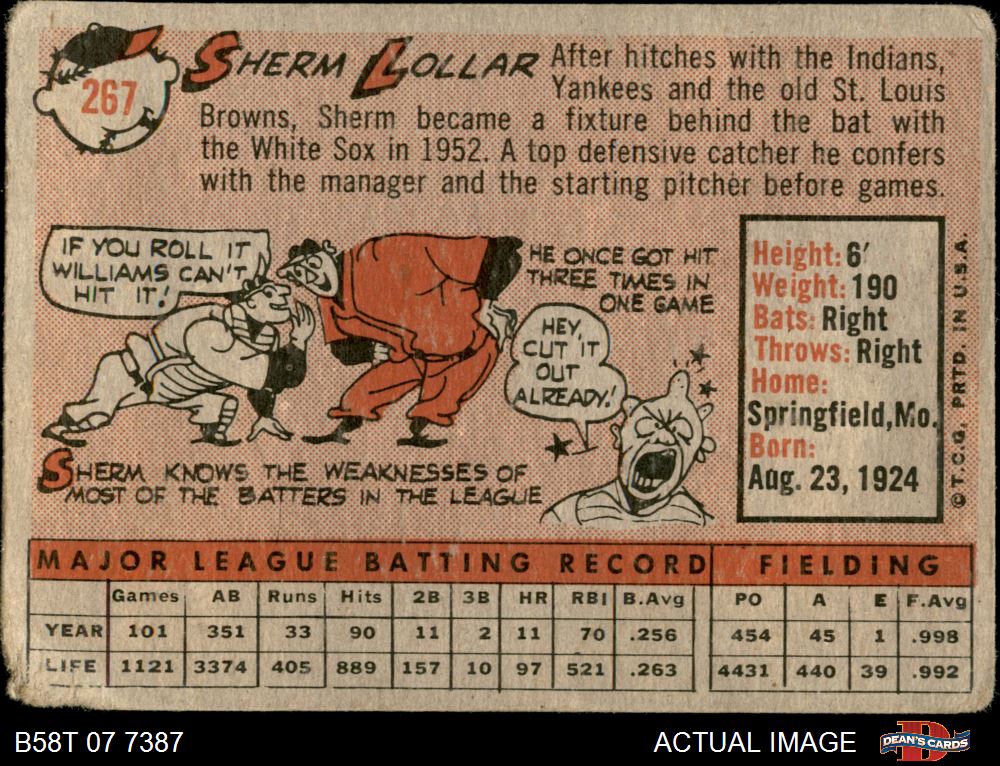 267
SHERM LOLLAR
After hitches with the Indians,
Yankees and the old St. Louis
Browns, Sherm became a fixture behind the bat with
the White Sox in 1952. A top defensive catcher he confers
with the manager and the starting pitcher before games.
IF YOU ROLL IT
WILLIAMS CAN'T
HIT IT!
SHERM KNOWS THE WEAKNESSES OF
MOST OF THE BATTERS IN THE LEAGUE
HE ONCE GOT HIT
THREE TIMES IN
ONE GAME
HEY,
CUT IT
OUT
ALREADY!
Height: 6'
Weight: 190
Bats: Right
Throws: Right
Home:
Springfield, Mo.
Born:
Aug. 23, 1924
© T.C.G. PRTD. IN U.S.A.
MAJOR LEAGUE BATTING RECORD FIELDING
Games AB Runs Hits 2B 3B HR RBI B.Avg PO A E F.Avg
YEAR 101 351 33 90 11 2 11 70 .256 454 45 1 .998
LIFE 1121 3374 405 889 157 10 97 521 .263 4431 440 39 .992
B58T 07 7387 ACTUAL IMAGE D DEAN'S CARDS